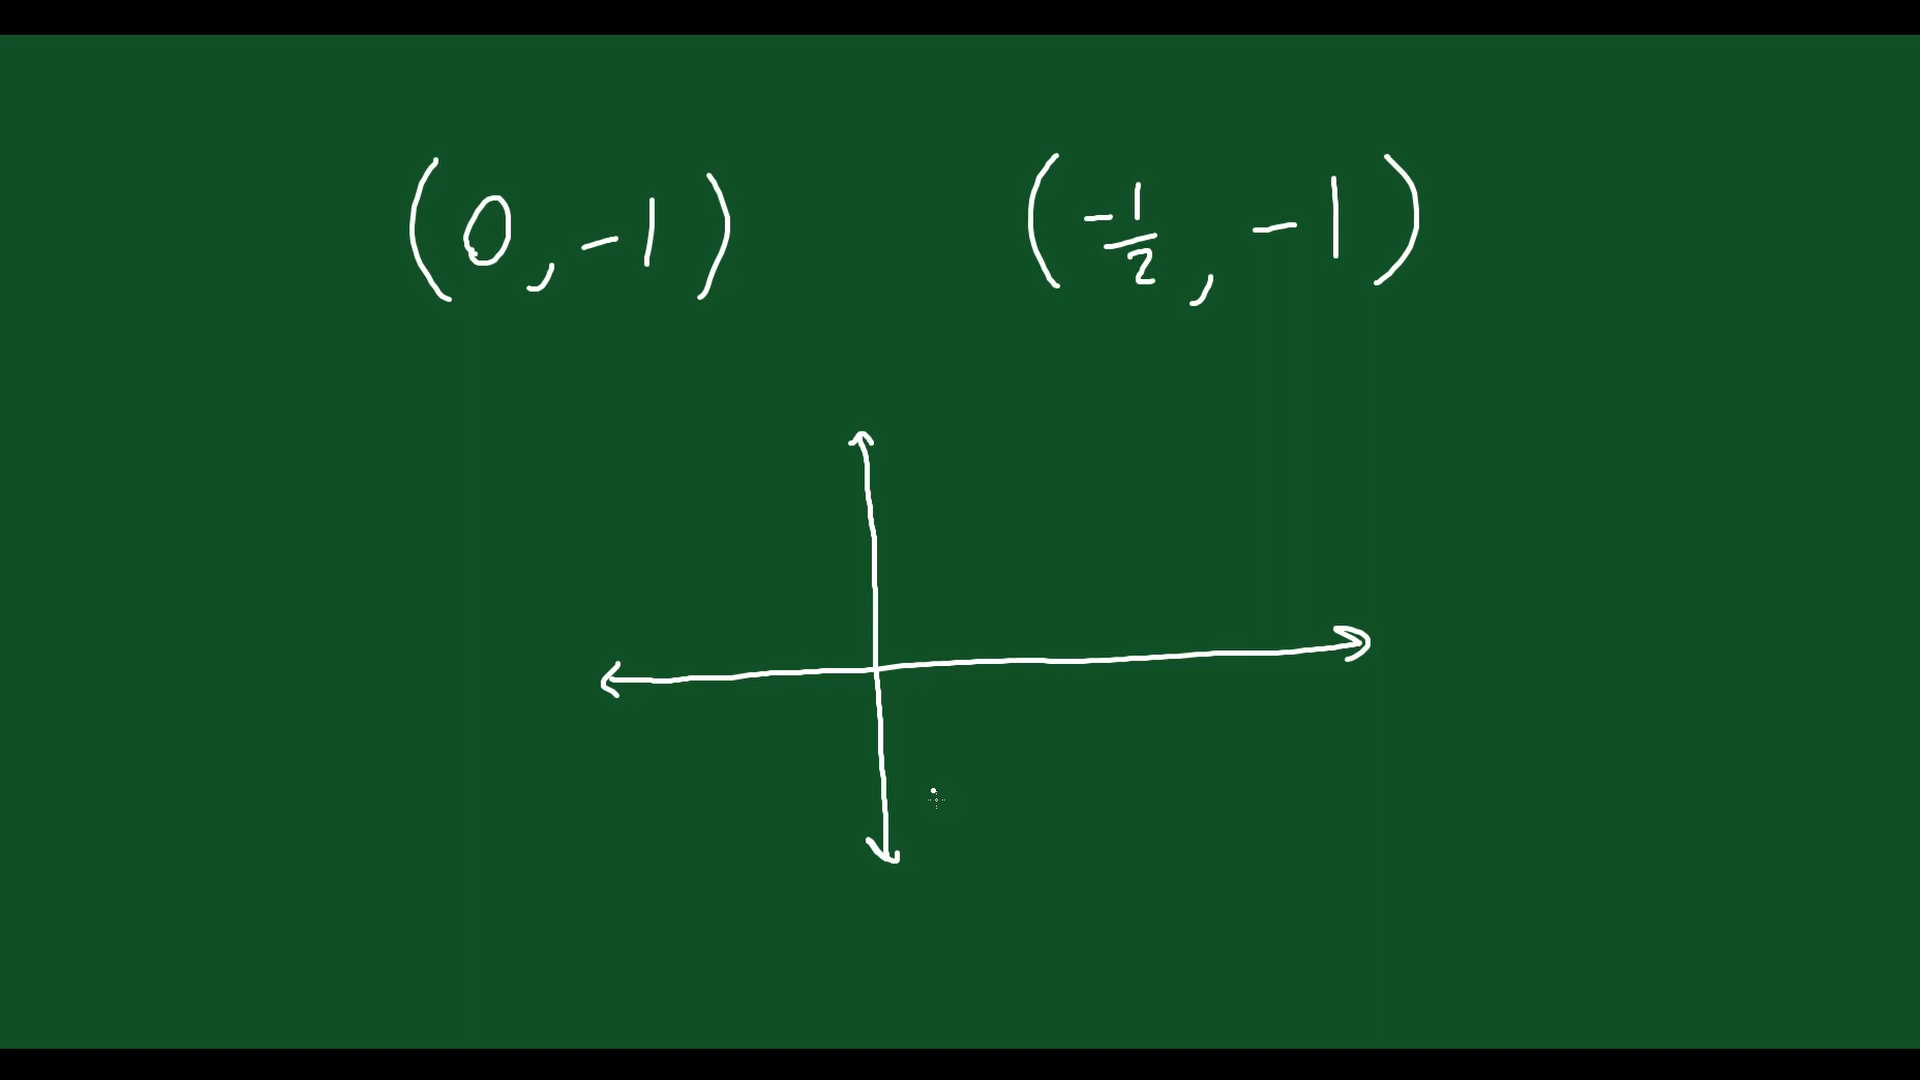 (0, -1) (-1/2, -1)